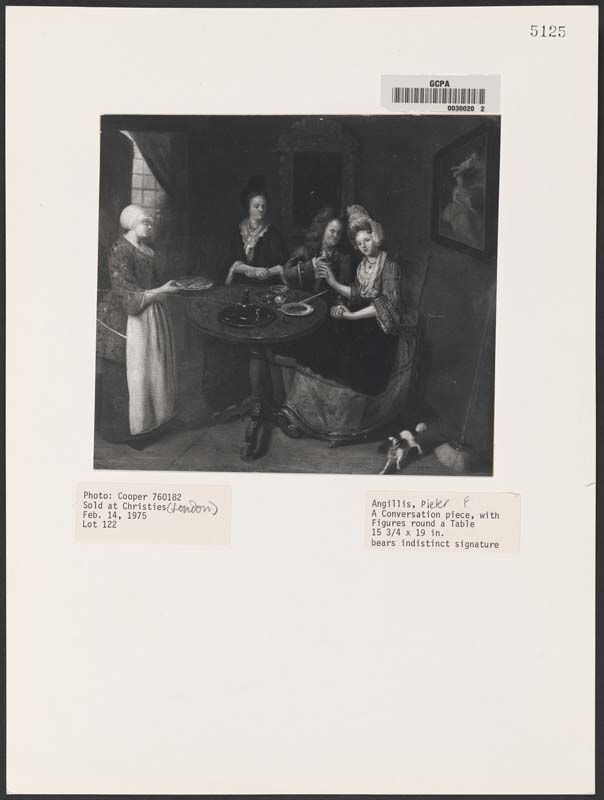 5125
GCPA
0030020 2
Photo: Cooper 760182
Sold at Christies (London)
Feb. 14, 1975
Lot 122
Angillis, Pieter F
A Conversation piece, with
Figures round a Table
15 3/4 x 19 in.
bears indistinct signature